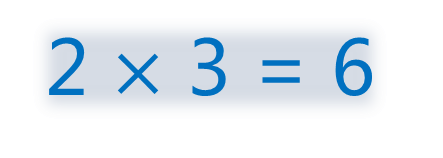 2 × 3 = 6